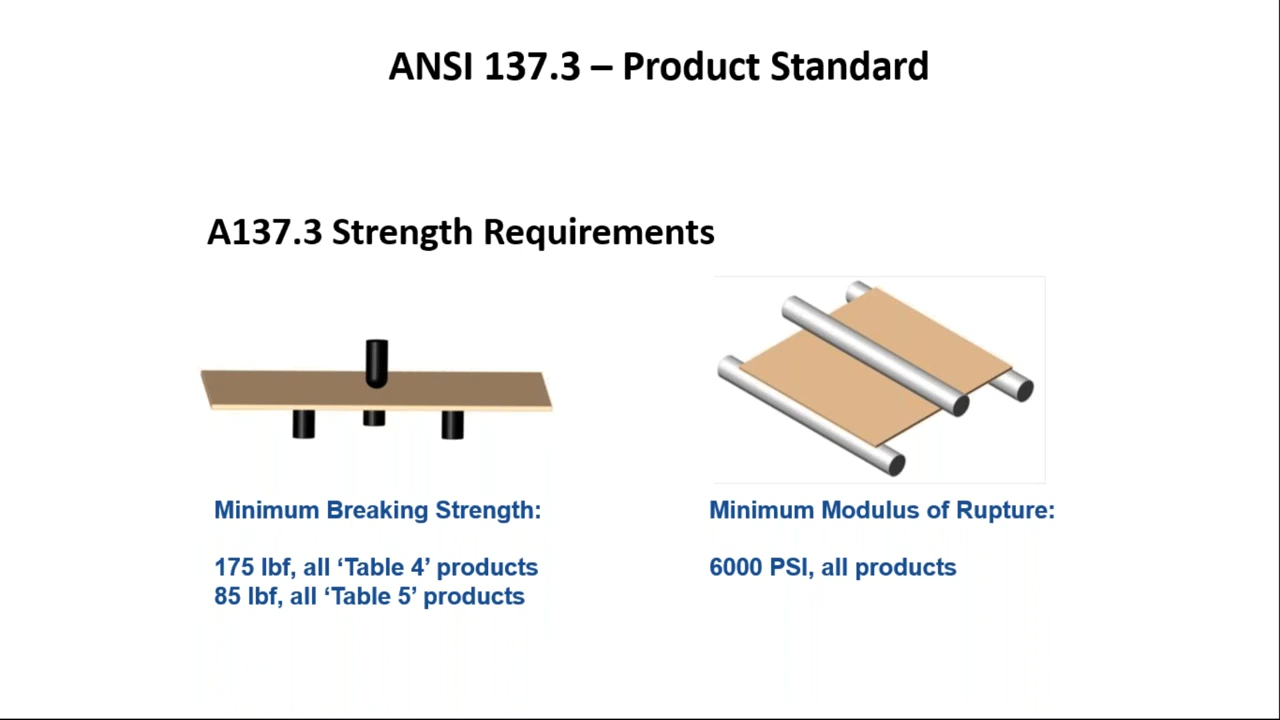 ANSI 137.3 – Product Standard
A137.3 Strength Requirements
Minimum Breaking Strength:
175 lbf, all ‘Table 4’ products
85 lbf, all ‘Table 5’ products
Minimum Modulus of Rupture:
6000 PSI, all products